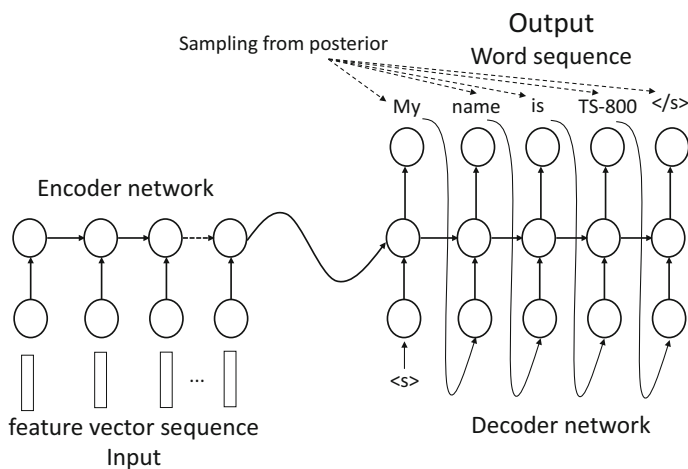 Output
Sampling from posterior
Word sequence
My name is TS-800 </s>
Encoder network
...
<s>
feature vector sequence
Input
Decoder network